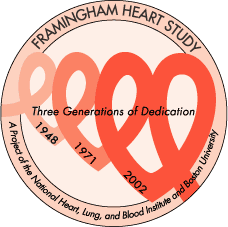 FRAMINGHAM HEART STUDY
Three Generations of Dedication
1948
1971
2002
A Project of the National Heart, Lung, and Blood Institute and Boston University